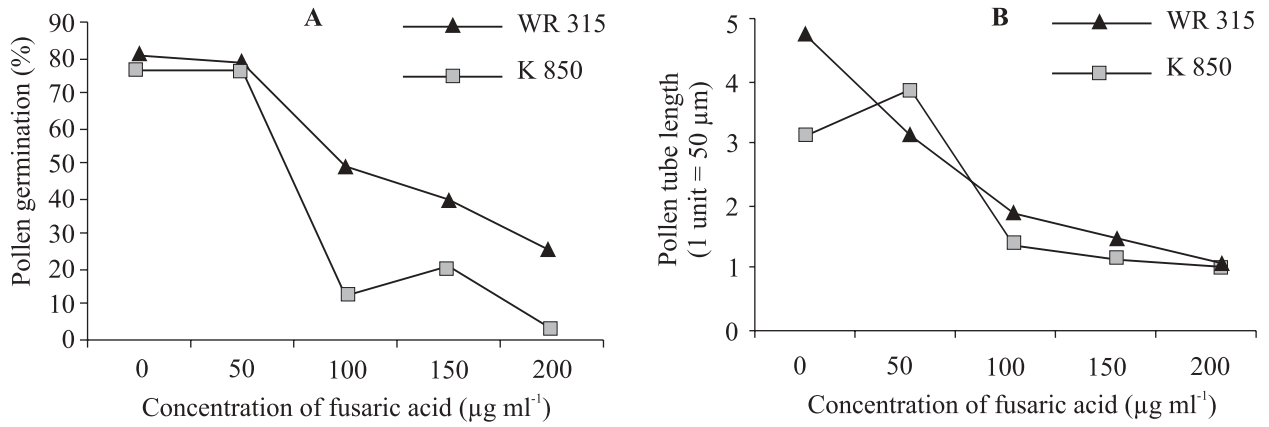 A
WR 315
K 850
Pollen germination (%)
90
80
70
60
50
40
30
20
10
0
0 50 100 150 200
Concentration of fusaric acid (µg ml⁻¹)
B
WR 315
K 850
Pollen tube length
(1 unit = 50 µm)
5
4
3
2
1
0
0 50 100 150 200
Concentration of fusaric acid (µg ml⁻¹)